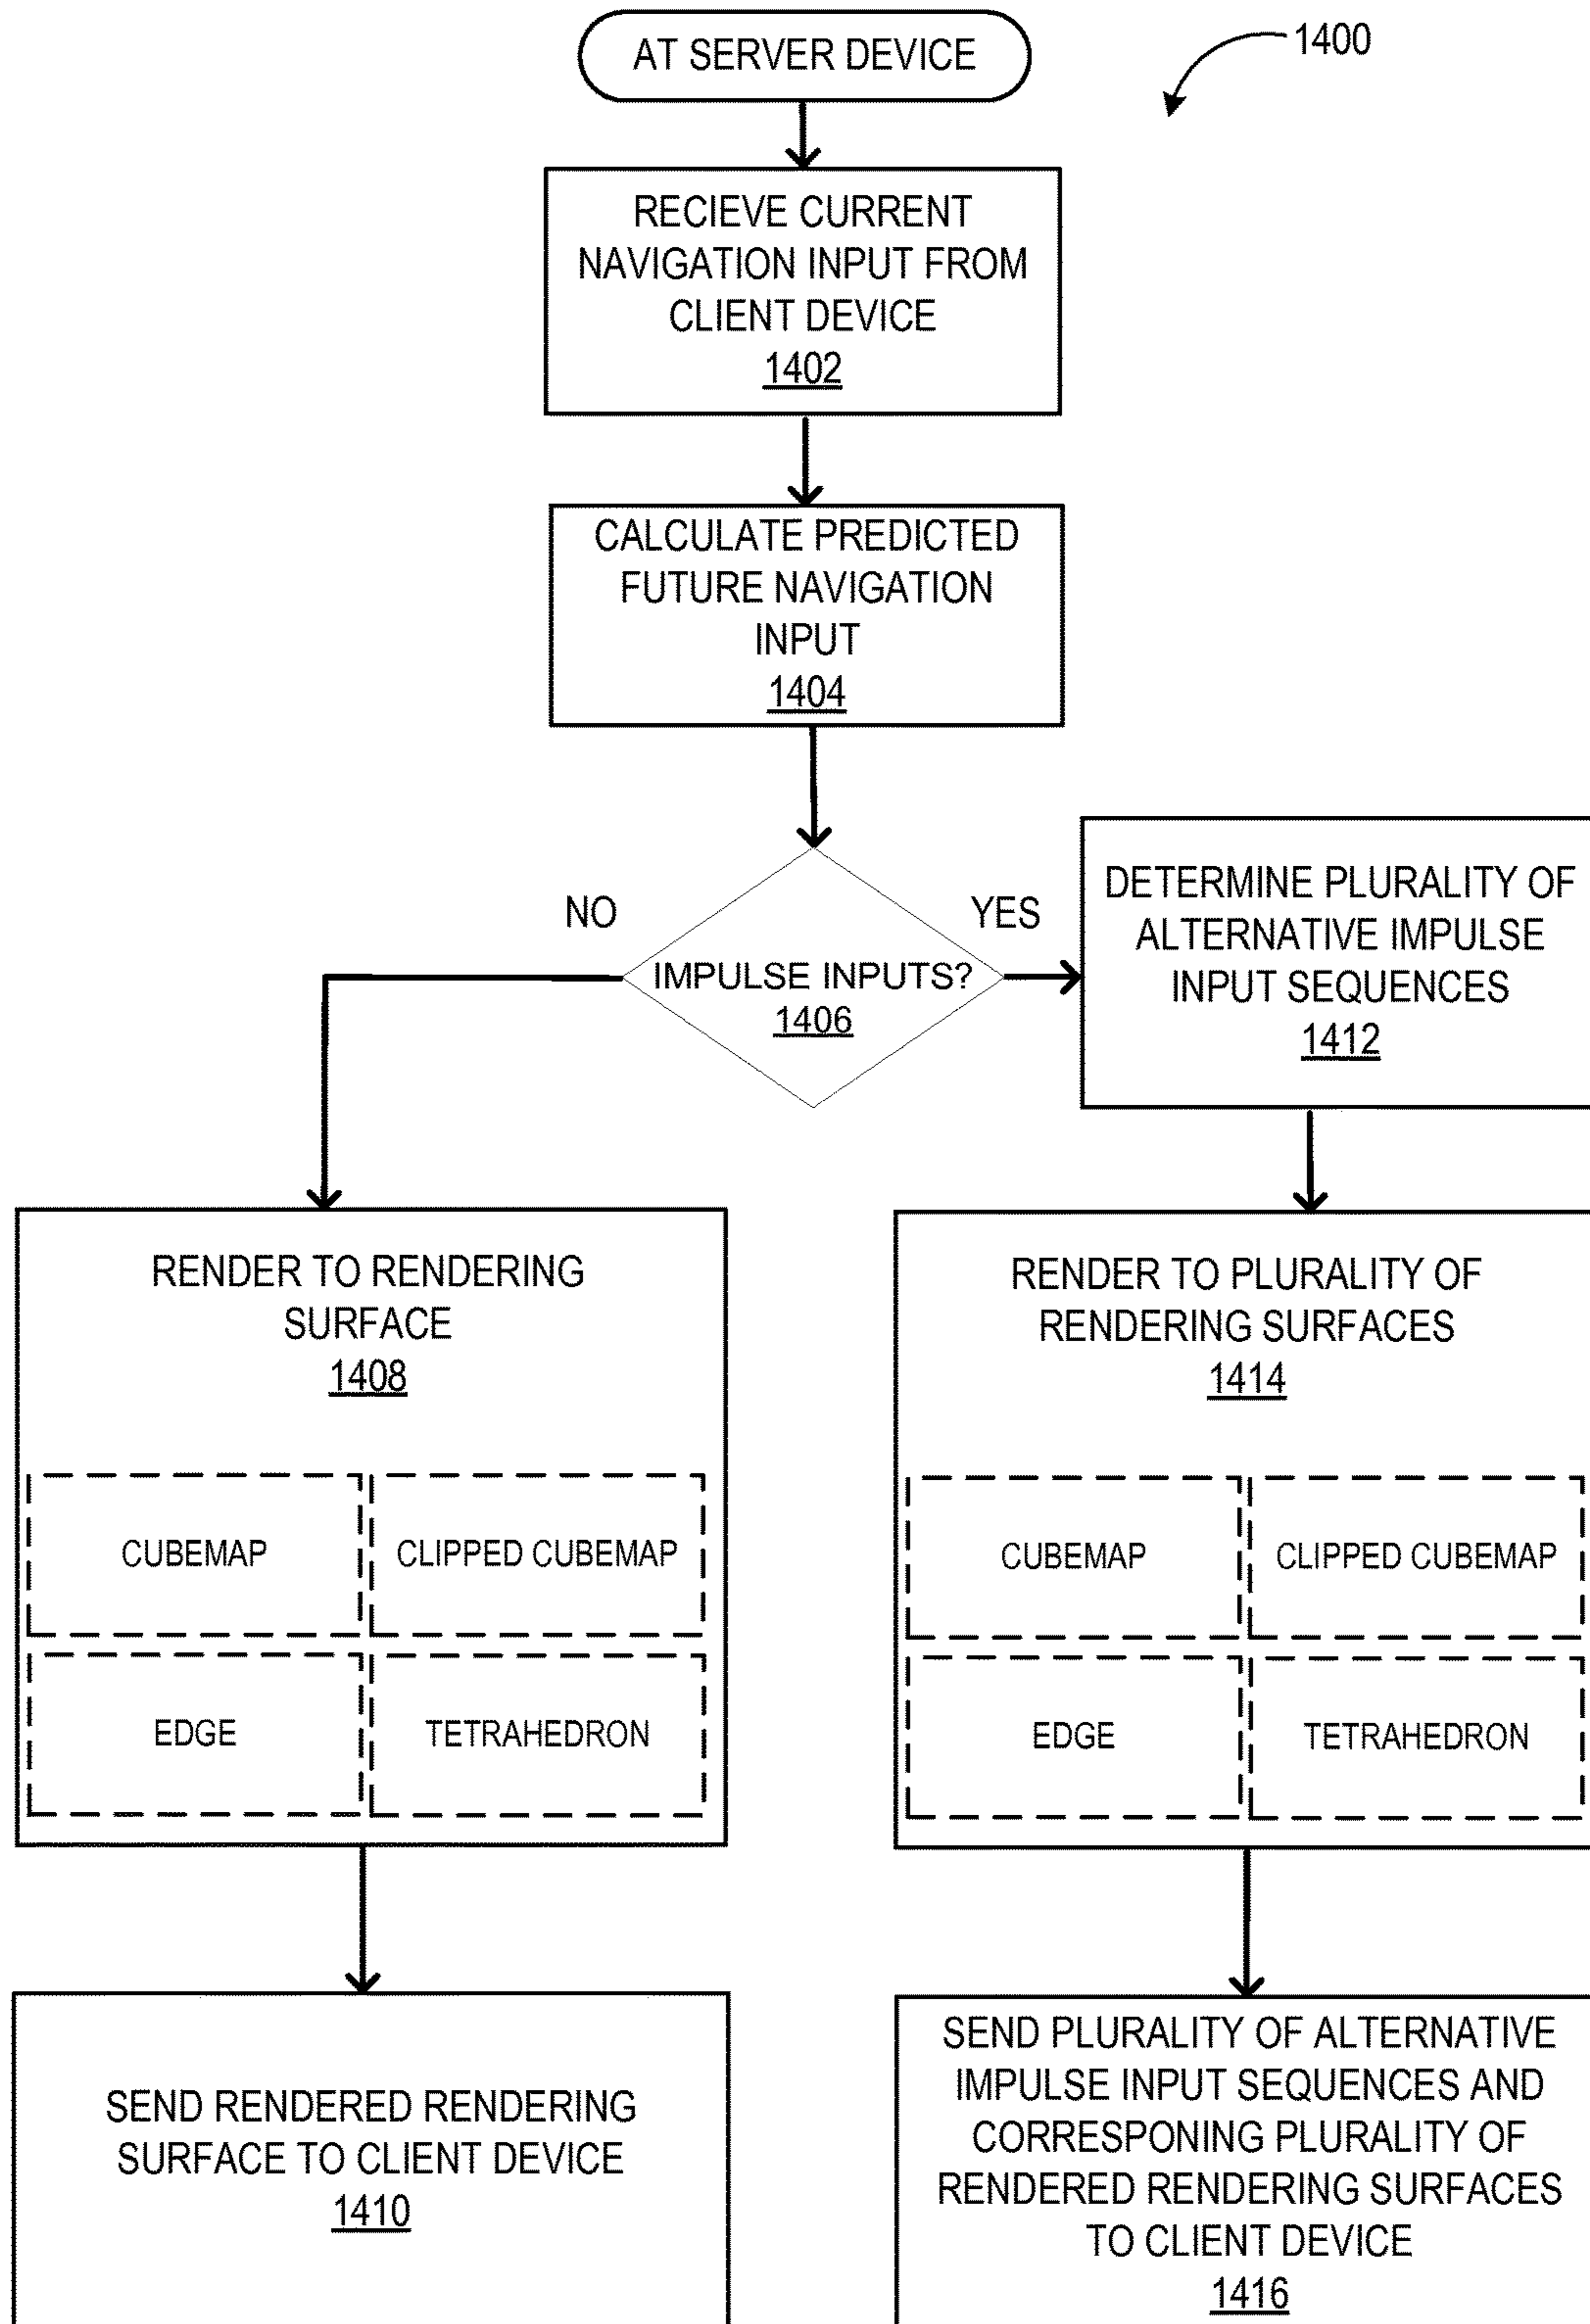 AT SERVER DEVICE
1400
RECIEVE CURRENT
NAVIGATION INPUT FROM
CLIENT DEVICE
1402
CALCULATE PREDICTED
FUTURE NAVIGATION
INPUT
1404
NO
YES
IMPULSE INPUTS?
1406
DETERMINE PLURALITY OF
ALTERNATIVE IMPULSE
INPUT SEQUENCES
1412
RENDER TO RENDERING
SURFACE
1408
CUBEMAP
CLIPPED CUBEMAP
EDGE
TETRAHEDRON
RENDER TO PLURALITY OF
RENDERING SURFACES
1414
CUBEMAP
CLIPPED CUBEMAP
EDGE
TETRAHEDRON
SEND RENDERED RENDERING
SURFACE TO CLIENT DEVICE
1410
SEND PLURALITY OF ALTERNATIVE
IMPULSE INPUT SEQUENCES AND
CORRESPONING PLURALITY OF
RENDERED RENDERING SURFACES
TO CLIENT DEVICE
1416